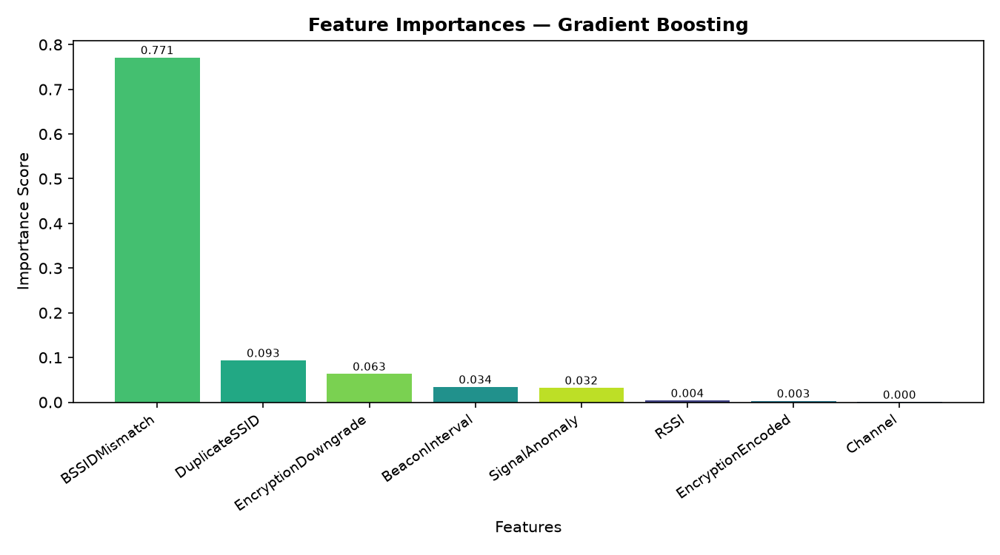 Feature Importances — Gradient Boosting
Importance Score
0.8
0.7
0.6
0.5
0.4
0.3
0.2
0.1
0.0
0.771
0.093
0.063
0.034
0.032
0.004
0.003
0.000
BSSIDMismatch
DuplicateSSID
EncryptionDowngrade
BeaconInterval
SignalAnomaly
RSSI
EncryptionEncoded
Channel
Features